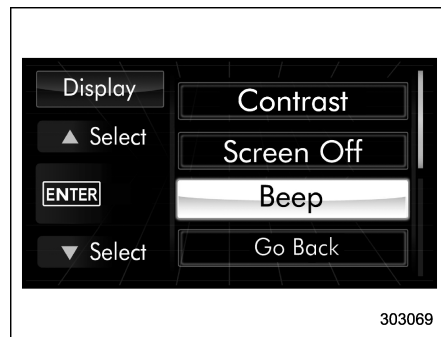 Display
Select
ENTER
Select
Contrast
Screen Off
Beep
Go Back
303069